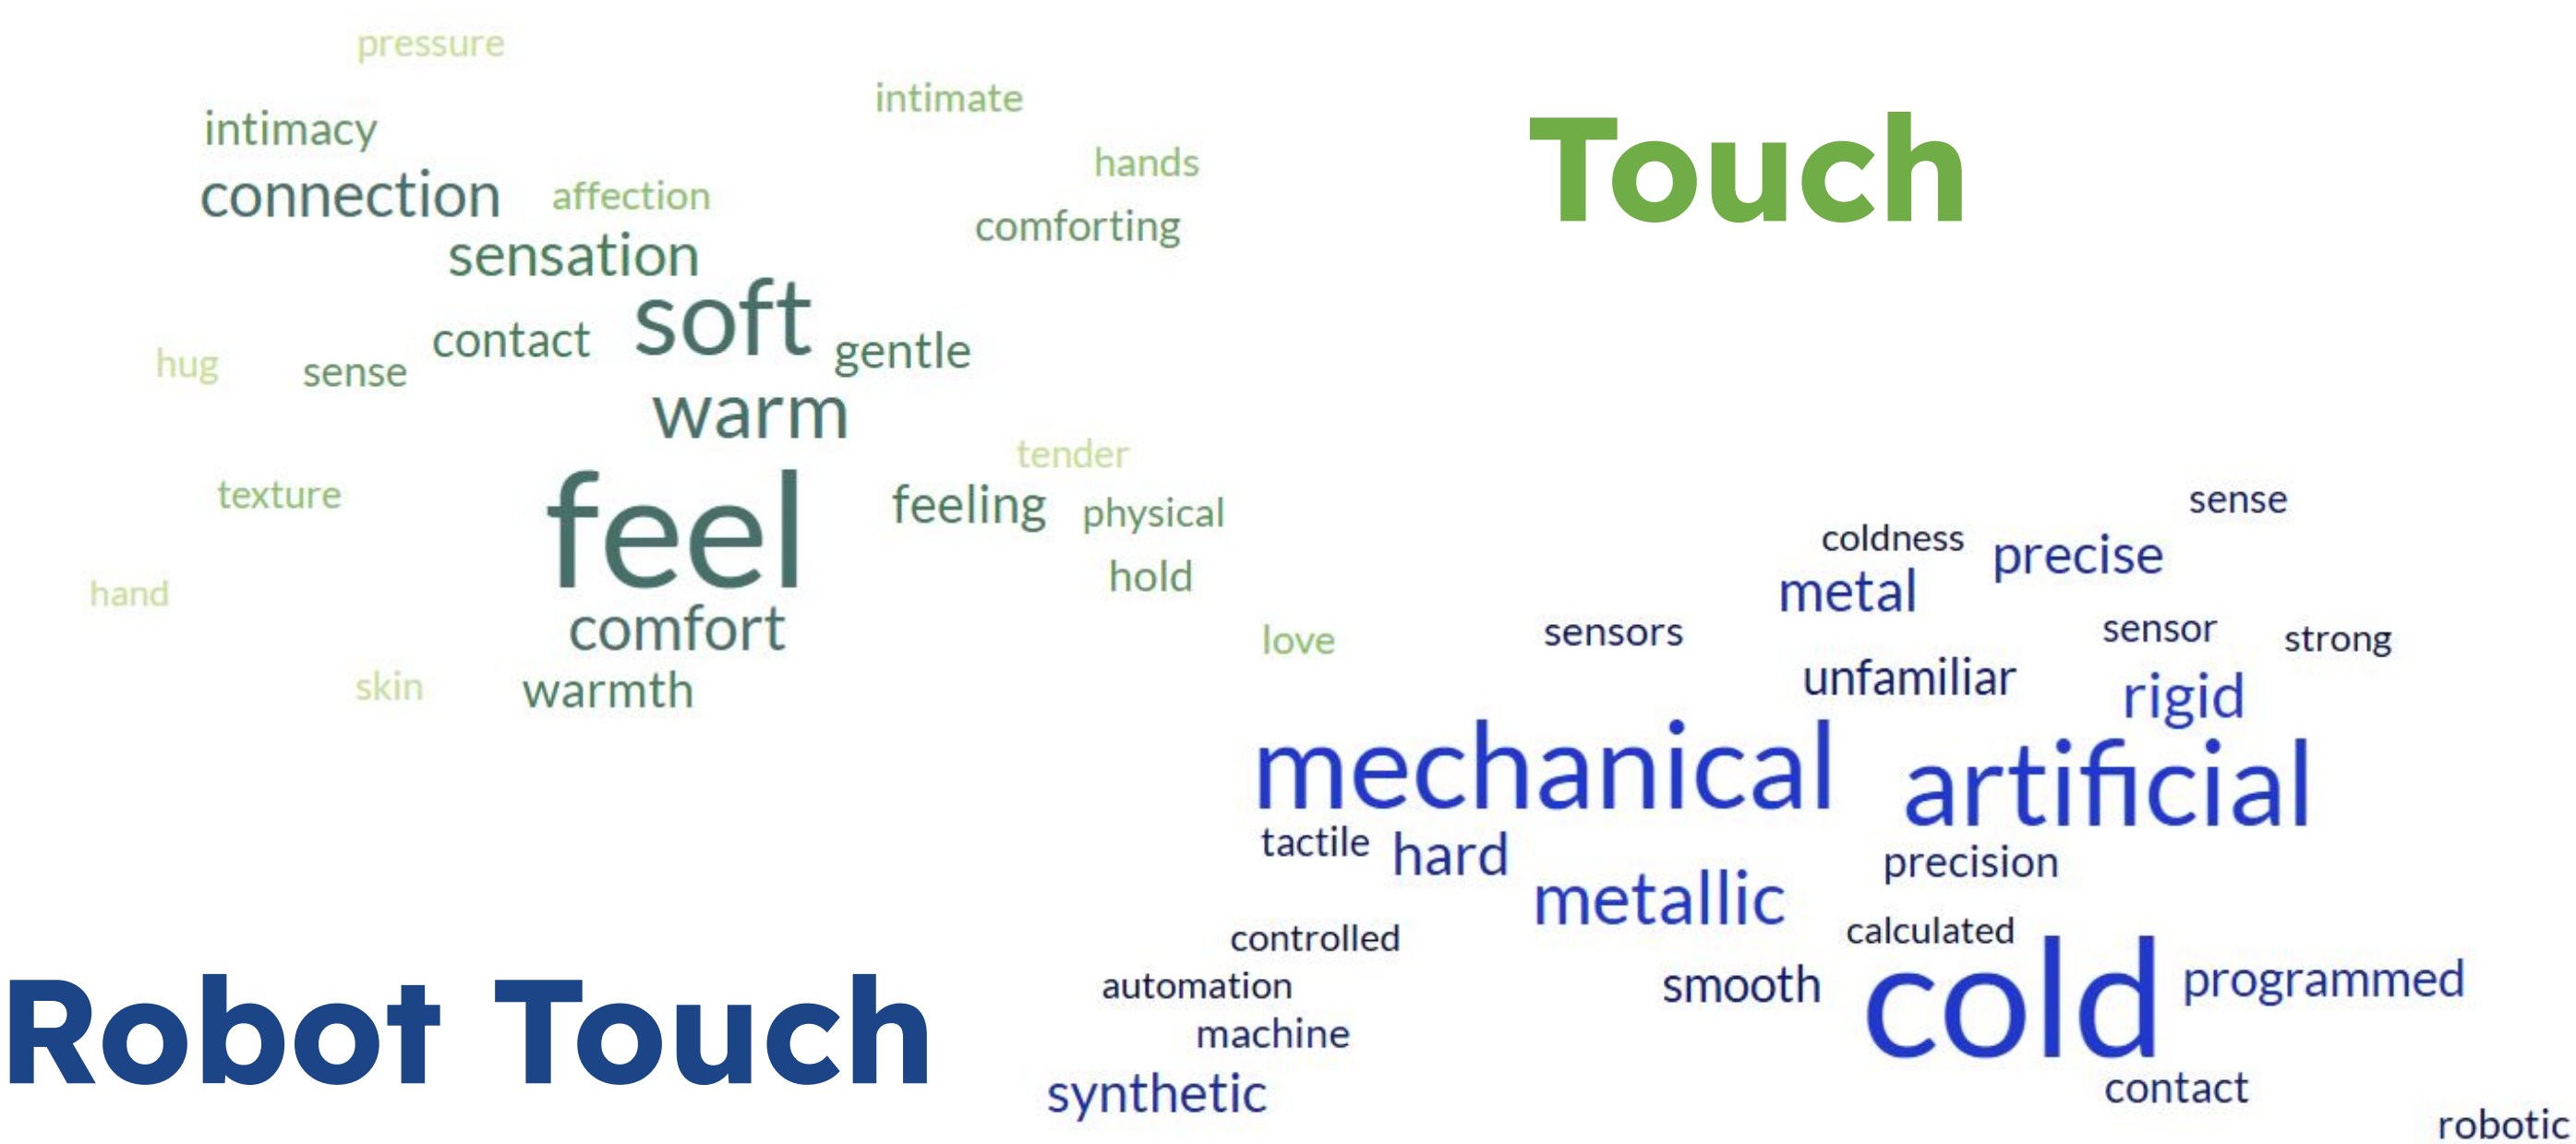 pressure
intimate
intimacy
Touch
hands
connection
affection
comforting
sensation
soft
contact
gentle
hug
sense
warm
tender
texture
feel
feeling
physical
hold
hand
comfort
love
skin
warmth
sense
coldness
precise
metal
sensors
sensor
strong
unfamiliar
rigid
mechanical
artificial
tactile
hard
precision
metallic
controlled
calculated
automation
smooth
cold
programmed
machine
Robot Touch
synthetic
contact
robotic